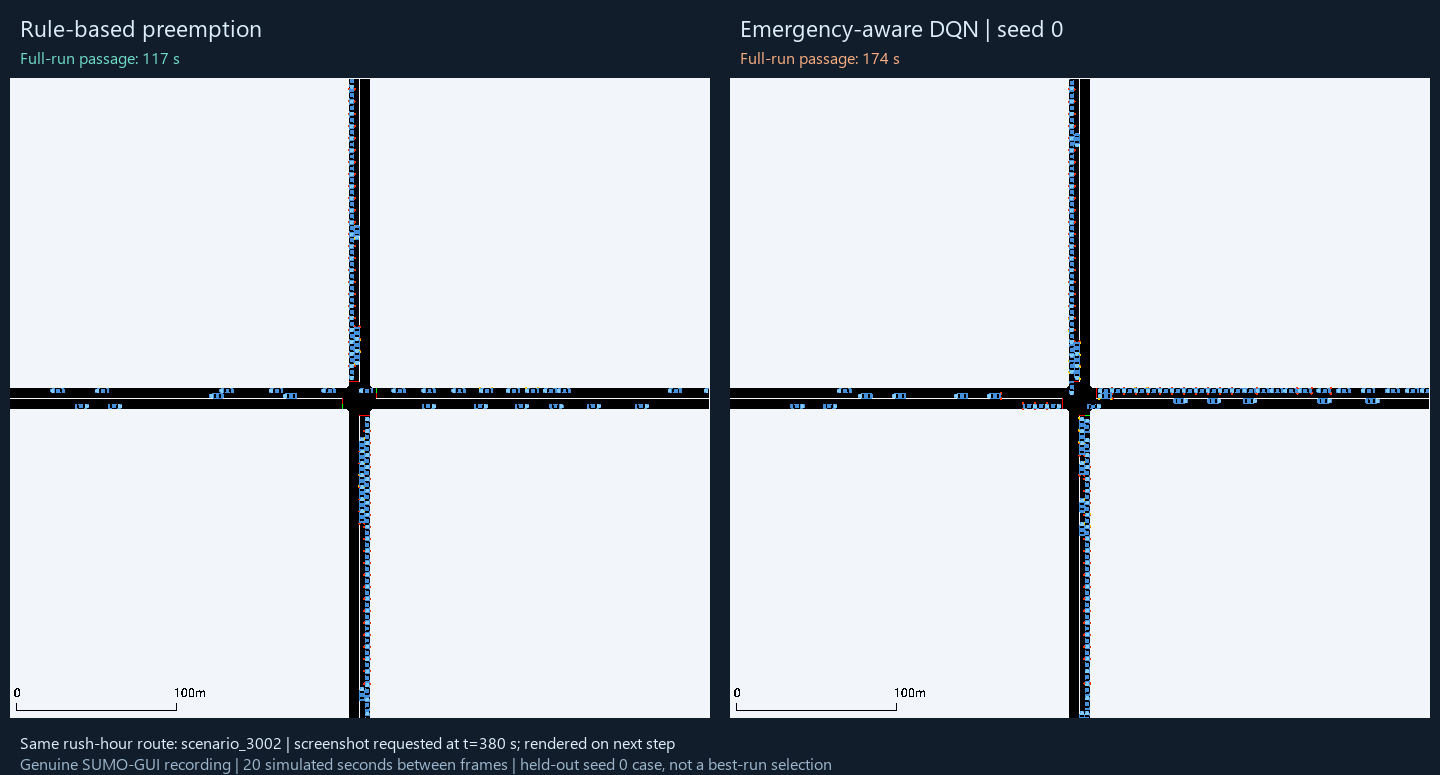 Rule-based preemption
Full-run passage: 117 s
Emergency-aware DQN | seed 0
Full-run passage: 174 s
0 100m
0 100m
Same rush-hour route: scenario_3002 | screenshot requested at t=380 s; rendered on next step
Genuine SUMO-GUI recording | 20 simulated seconds between frames | held-out seed 0 case, not a best-run selection